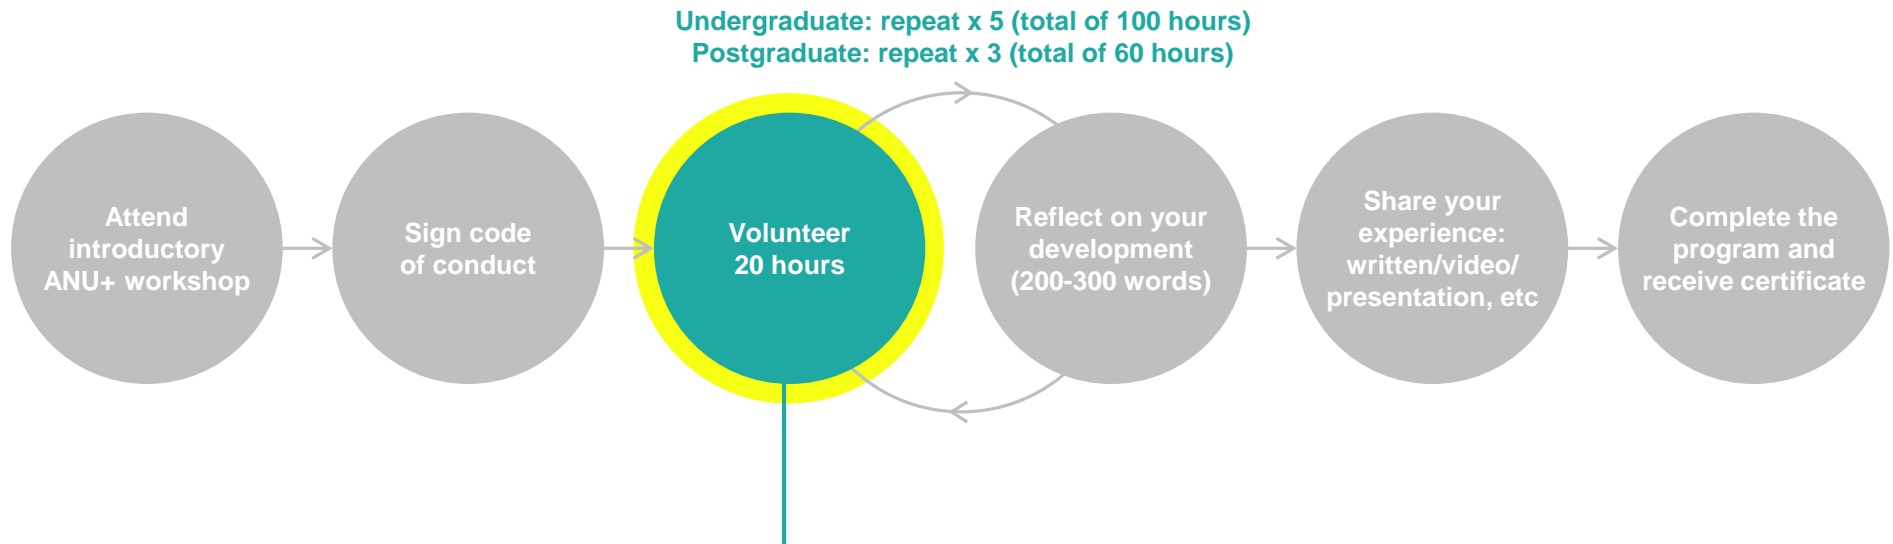 Undergraduate: repeat x 5 (total of 100 hours)
Postgraduate: repeat x 3 (total of 60 hours)
Attend
introductory
ANU+ workshop
Sign code
of conduct
Volunteer
20 hours
Reflect on your
development
(200-300 words)
Share your
experience:
written/video/
presentation, etc
Complete the
program and
receive certificate